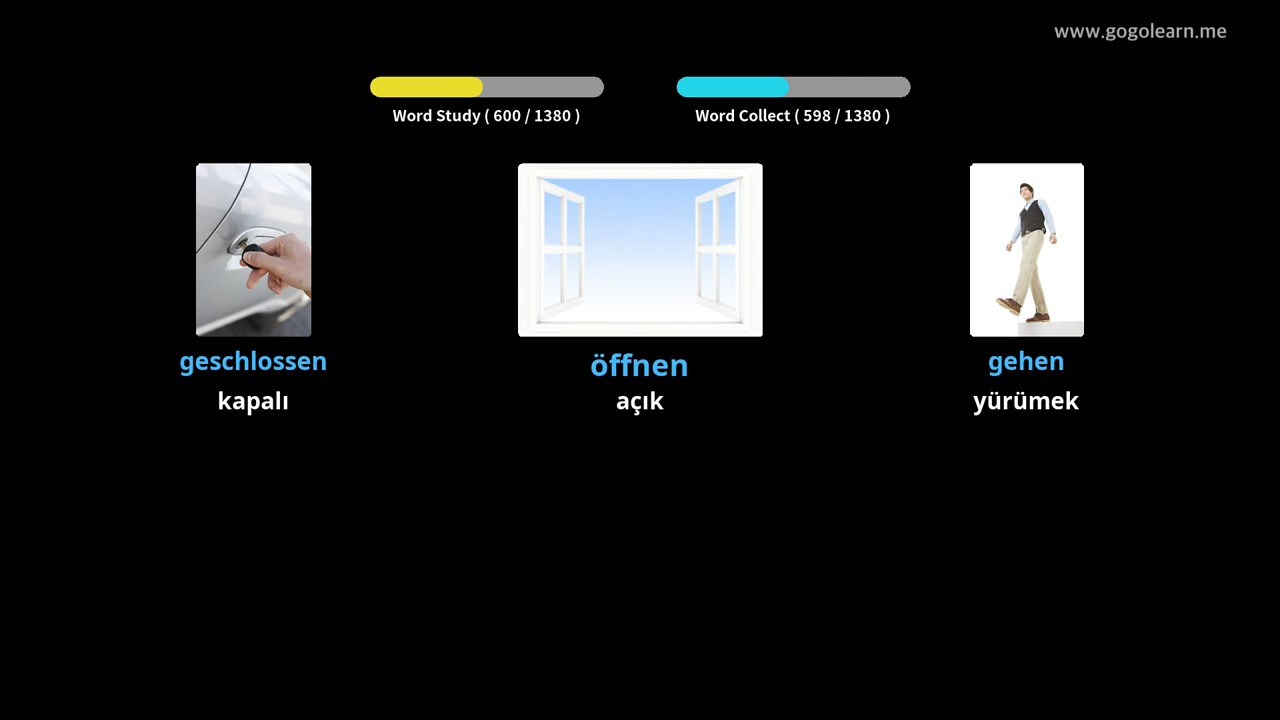 www.gogolearn.me
Word Study ( 600 / 1380 )
Word Collect ( 598 / 1380 )
geschlossen
kapalı
öffnen
açık
gehen
yürümek